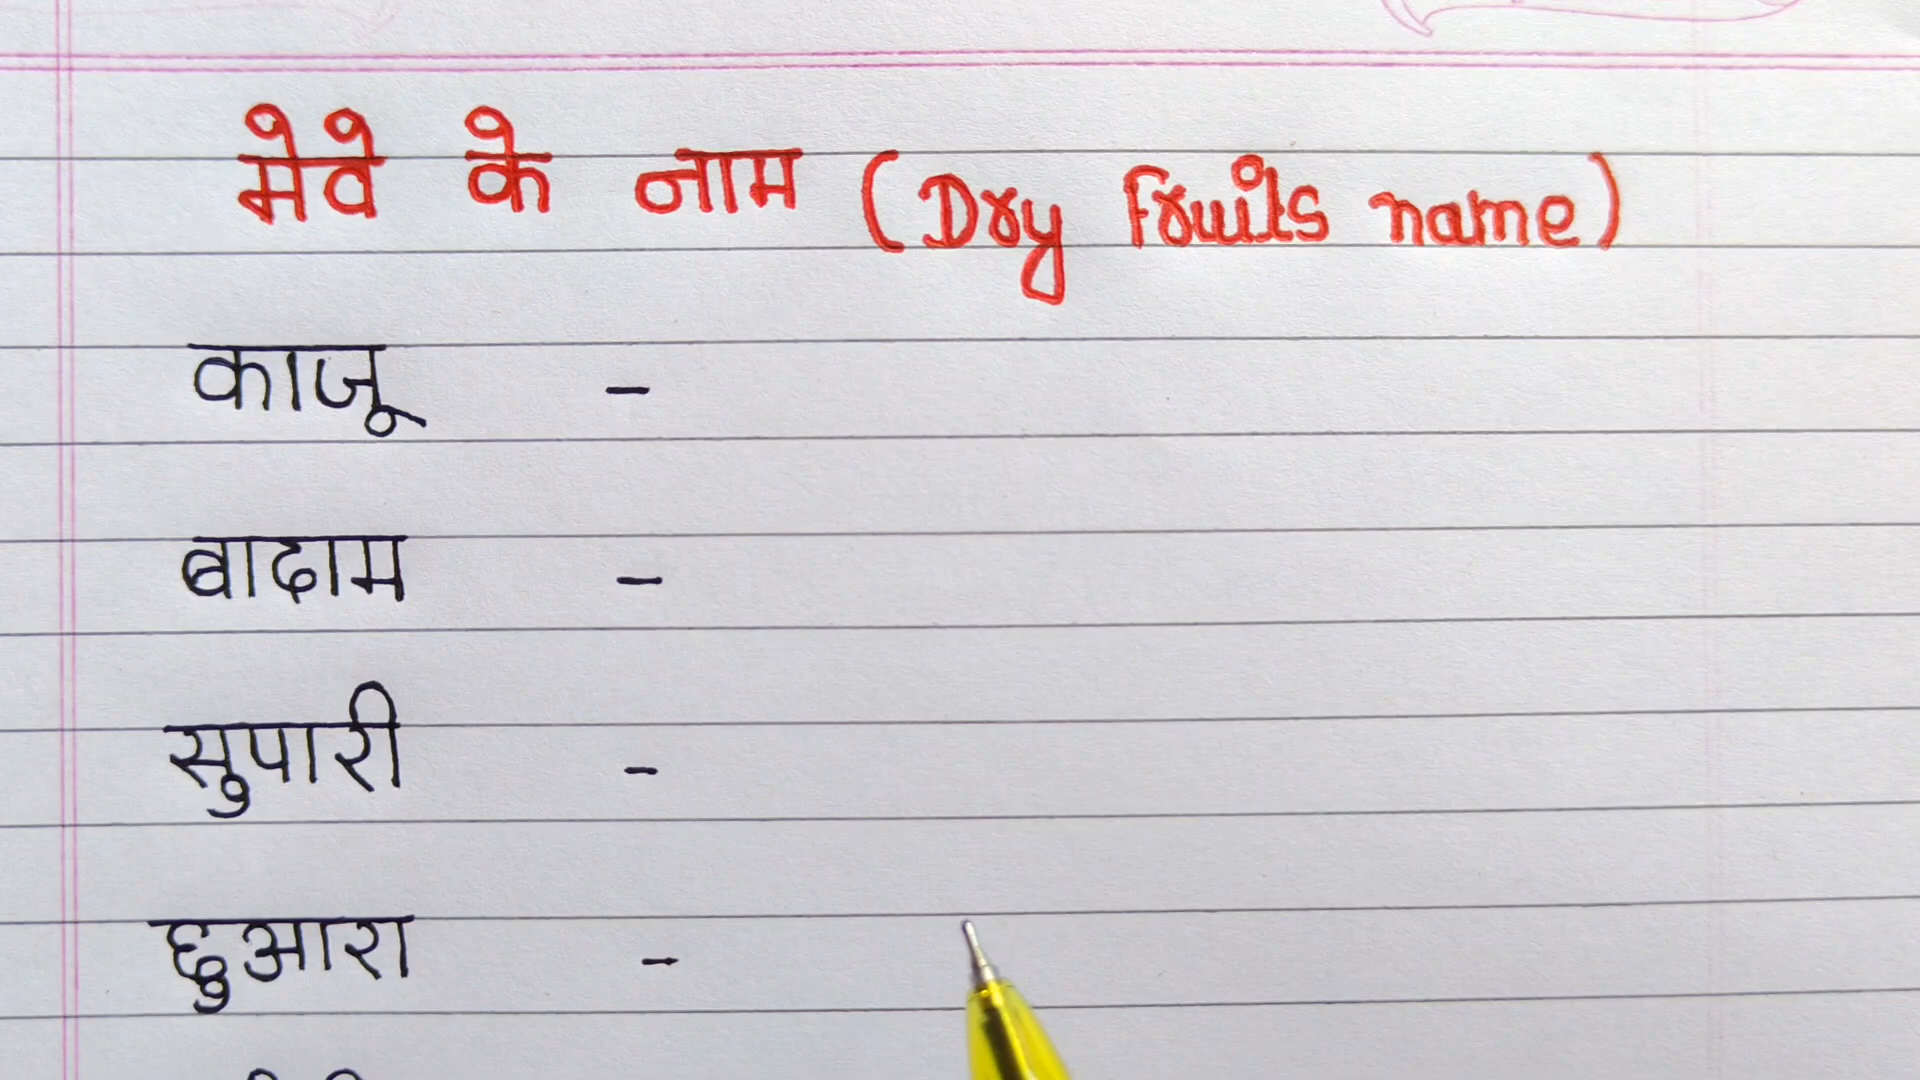 मेवे के नाम (Dry Fruits name)
काजू -
बादाम -
सुपारी -
छुआरा -